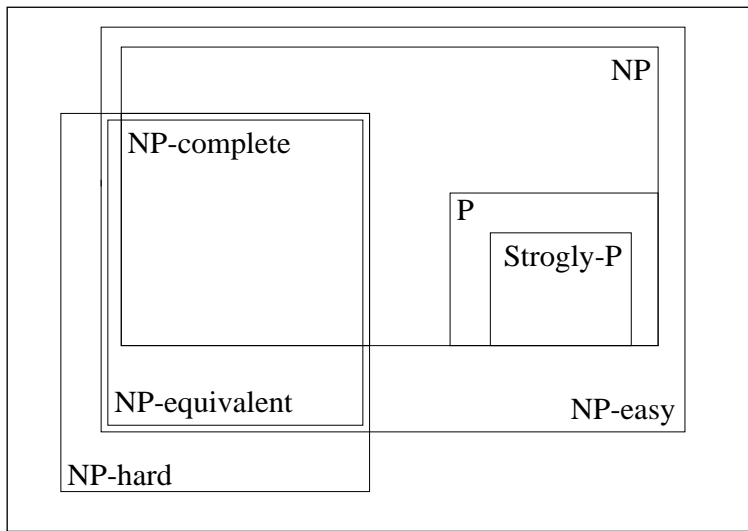 NP
NP-complete
P
Strogly-P
NP-equivalent
NP-easy
NP-hard